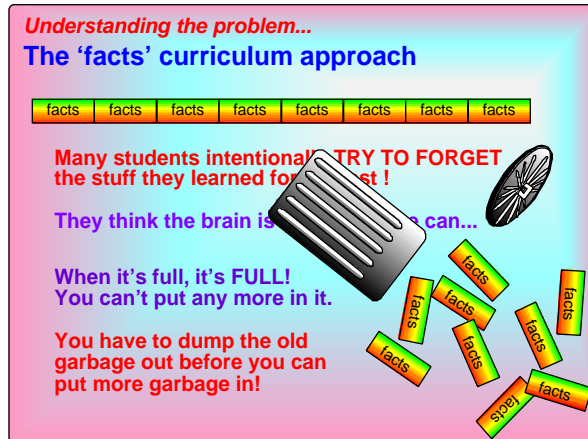 Understanding the problem...
The ‘facts’ curriculum approach
facts facts facts facts facts facts facts facts
Many students intentionall TRY TO FORGET
the stuff they learned for st !
They think the brain is can...
When it’s full, it’s FULL!
You can’t put any more in it.
You have to dump the old
garbage out before you can
put more garbage in!
facts
facts
facts
facts
facts
facts
facts
facts
facts